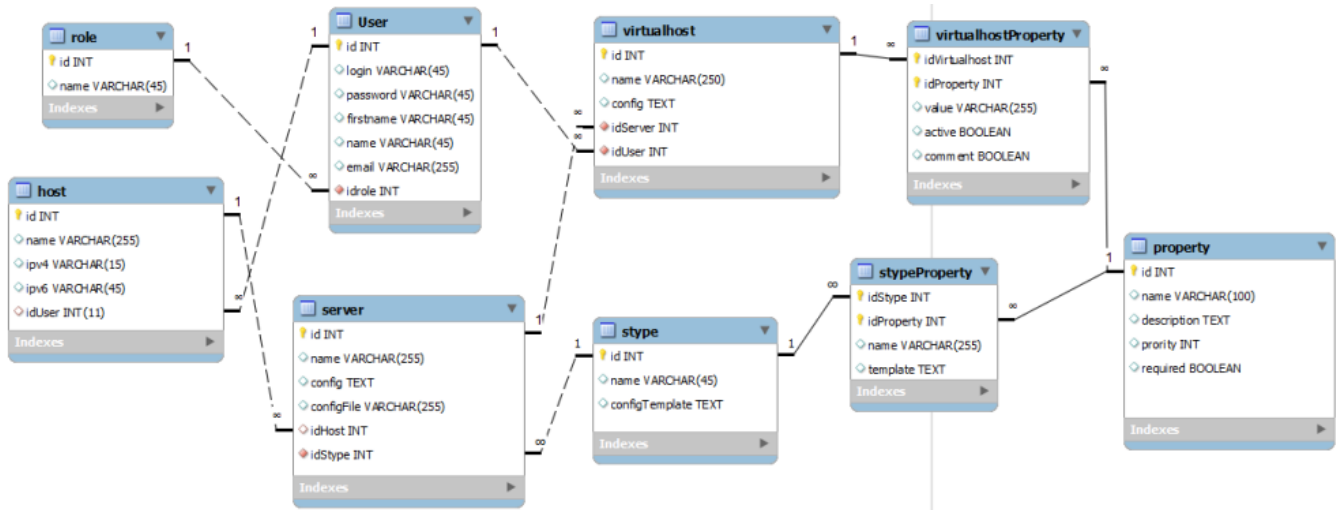 role
id INT
name VARCHAR(45)
Indexes
1
User
id INT
login VARCHAR(45)
password VARCHAR(45)
firstname VARCHAR(45)
name VARCHAR(45)
email VARCHAR(255)
idrole INT
Indexes
1
1
∞
∞
virtualhost
id INT
name VARCHAR(250)
config TEXT
idServer INT
idUser INT
Indexes
1
∞
∞
virtualhostProperty
idVirtualhost INT
idProperty INT
value VARCHAR(255)
active BOOLEAN
comment BOOLEAN
Indexes
∞
∞
host
id INT
name VARCHAR(255)
ipv4 VARCHAR(15)
ipv6 VARCHAR(45)
idUser INT(11)
Indexes
1
∞
server
id INT
name VARCHAR(255)
config TEXT
configFile VARCHAR(255)
idHost INT
idStype INT
Indexes
1
∞
∞
stype
id INT
name VARCHAR(45)
configTemplate TEXT
Indexes
1
1
stypeProperty
idStype INT
idProperty INT
name VARCHAR(255)
template TEXT
Indexes
∞
∞
property
id INT
name VARCHAR(100)
description TEXT
prority INT
required BOOLEAN
Indexes
1